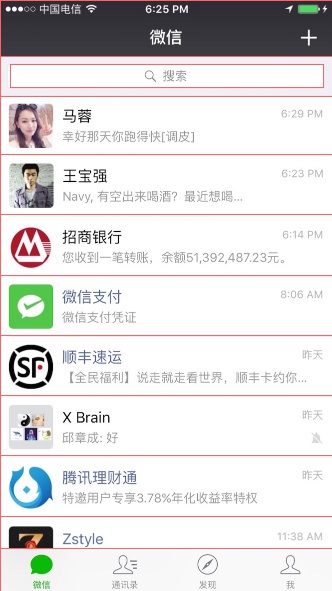 中国电信 6:25 PM
微信
搜索
马蓉 6:29 PM
幸好那天你跑得快[调皮]
王宝强 6:23 PM
Navy, 有空出来喝酒？最近想喝...
招商银行 6:14 PM
您收到一笔转账，余额51,392,487.23元。
微信支付 8:06 AM
微信支付凭证
SF
顺丰速运 昨天
【全民福利】说走就走看世界，顺丰卡约你...
X Brain 昨天
邱章成: 好
腾讯理财通 昨天
特邀用户专享3.78%年化收益率特权
Zstyle 11:38 AM
微信 通讯录 发现 我